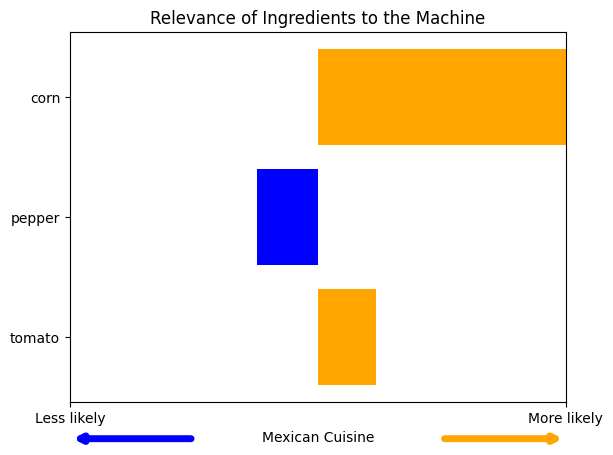 Relevance of Ingredients to the Machine
corn
pepper
tomato
Less likely
More likely
Mexican Cuisine